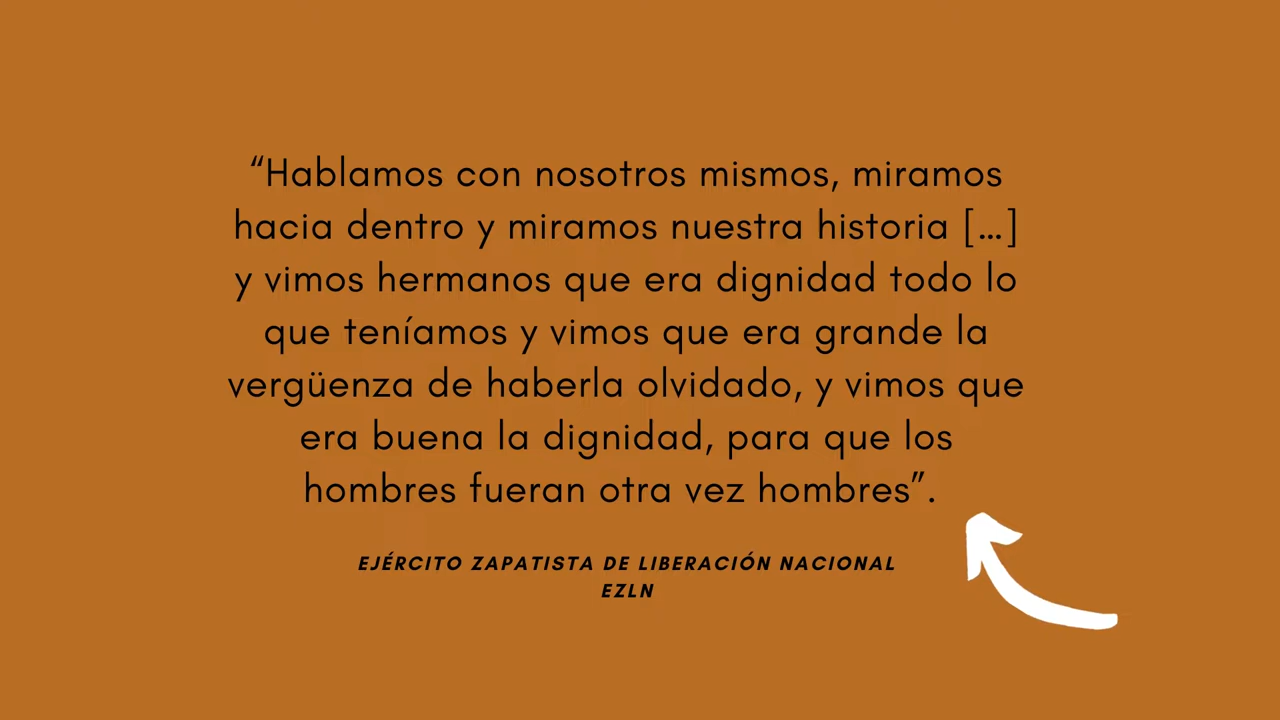 “Hablamos con nosotros mismos, miramos
hacia dentro y miramos nuestra historia [...]
y vimos hermanos que era dignidad todo lo
que teníamos y vimos que era grande la
vergüenza de haberla olvidado, y vimos que
era buena la dignidad, para que los
hombres fueran otra vez hombres”.
EJÉRCITO ZAPATISTA DE LIBERACIÓN NACIONAL
EZLN